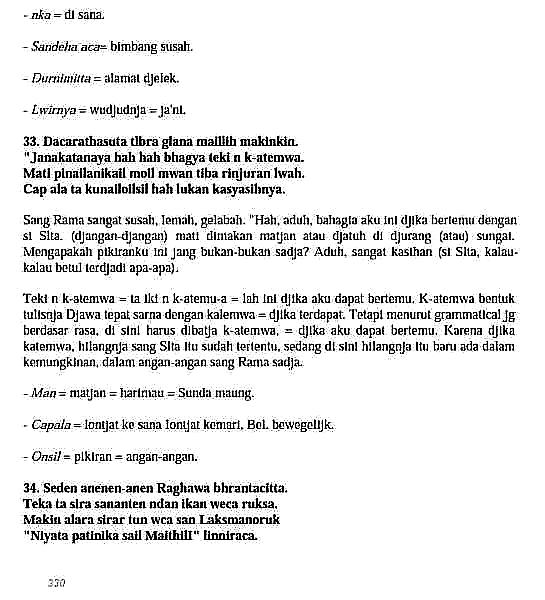 - nka = di sana.
- Sandeha aca= bimbang susah.
- Durnimitta = alamat djelek.
- Lwirnya = wudjudnja = ja'ni.
33. Dacarathasuta tibra glana mailiih makinkin.
"Janakatanaya hah hah bhagya teki n k-atemwa.
Mati pinailanikail moil mwan tiba rinjuran lwah.
Cap ala ta kunailoilsil hah lukan kasyasihnya.
Sang Rama sangat susah, lemah, gelabah. "Hah, aduh, bahagia aku ini djika bertemu dengan
si Sita. (djangan-djangan) mati dimakan matjan atau djatuh di djurang (atau) sungai.
Mengapakah pikiranku ini jang bukan-bukan sadja? Aduh, sangat kasihan (si Sita, kalau-
kalau betul terdjadi apa-apa).
Teki n k-atemwa = ta iki n k-atemu-a = lah ini djika aku dapat bertemu. K-atemwa bentuk
tulisnja Djawa tepat sarna dengan kalemwa = djika terdapat. Tetapi menurut grammatical jg
berdasar rasa, di sini harus dibatja k-atemwa, = djika aku dapat bertemu. Karena djika
katemwa, hilangnja sang Sita itu sudah tertentu, sedang di sini hilangnja itu baru ada dalam
kemungkinan, dalam angan-angan sang Rama sadja.
- Man = matjan = harimau = Sunda maung.
- Capala = lontjat ke sana lontjat kemari, Bel. bewegelijk.
- Onsil = pikiran = angan-angan.
34. Seden anenen-anen Raghawa bhrantacitta.
Teka ta sira sananten ndan ikan weca ruksa.
Makin alara sirar tun wca san Laksmanoruk
"Niyata patinika sail MaithilI" linniraca.
330